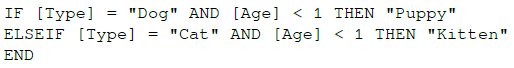 IF [Type] = "Dog" AND [Age] < 1 THEN "Puppy"
ELSEIF [Type] = "Cat" AND [Age] < 1 THEN "Kitten"
END